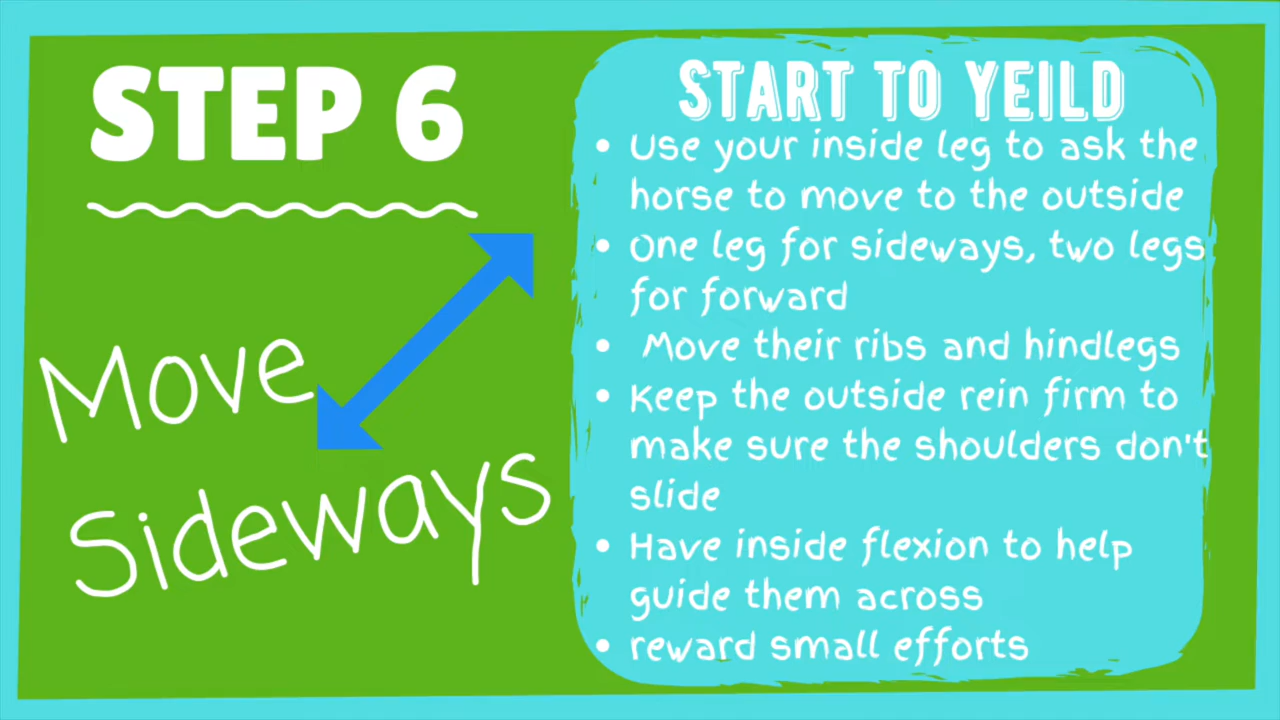 STEP 6
Move
Sideways
START TO YEILD
• Use your inside leg to ask the
horse to move to the outside
• One leg for sideways, two legs
for forward
• Move their ribs and hindlegs
• Keep the outside rein firm to
make sure the shoulders don't
slide
• Have inside flexion to help
guide them across
• reward small efforts